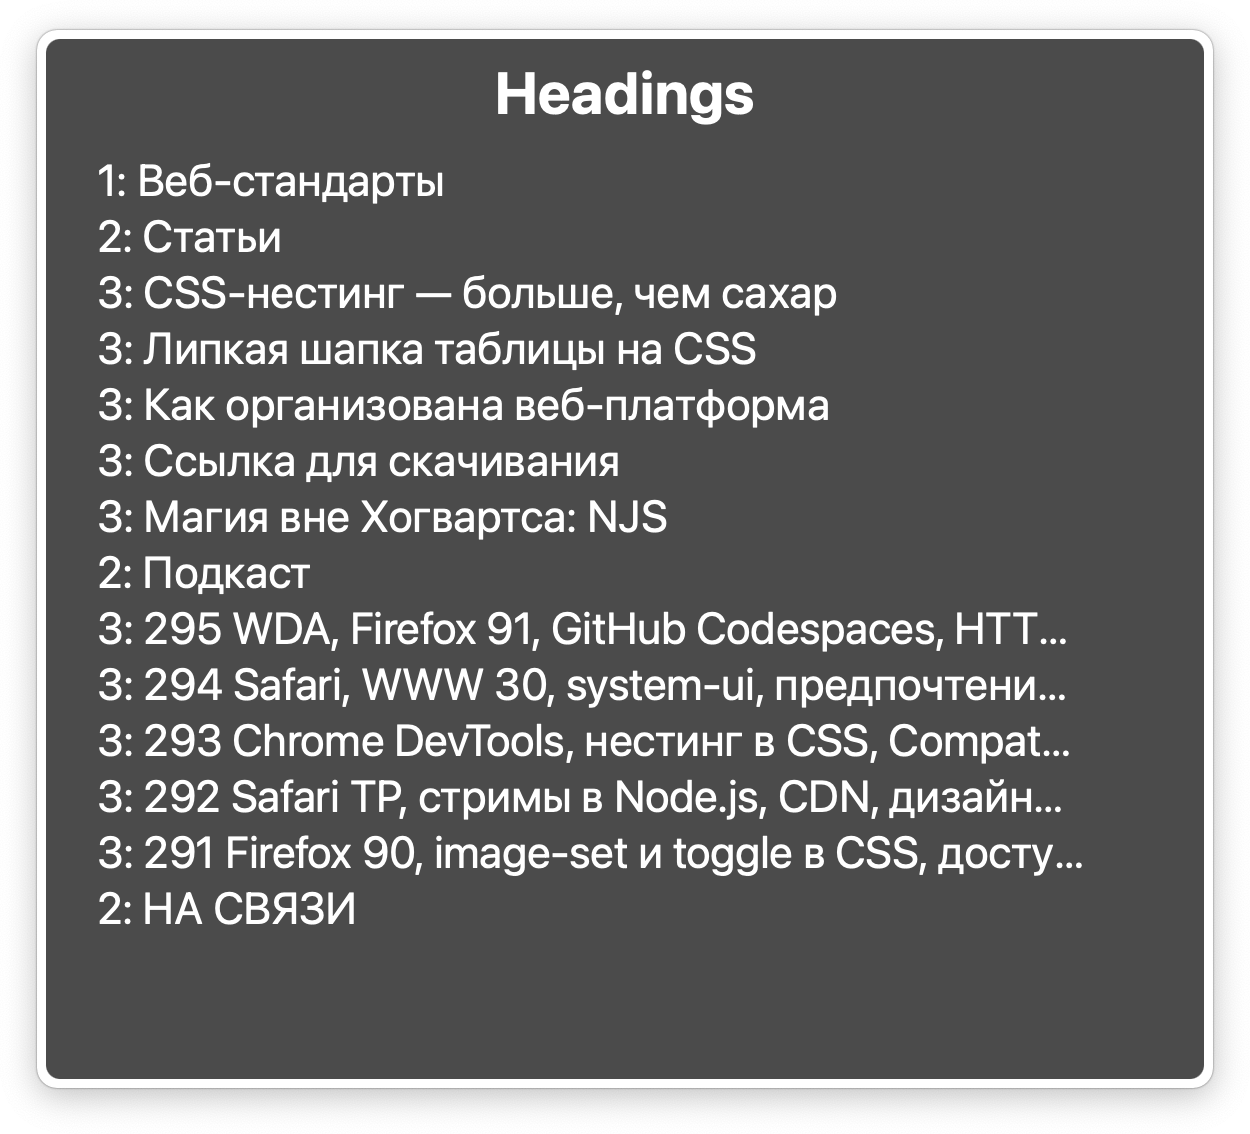 Headings
1: Веб-стандарты
2: Статьи
3: CSS-нестинг — больше, чем сахар
3: Липкая шапка таблицы на CSS
3: Как организована веб-платформа
3: Ссылка для скачивания
3: Магия вне Хогвартса: NJS
2: Подкаст
3: 295 WDA, Firefox 91, GitHub Codespaces, HTT...
3: 294 Safari, WWW 30, system-ui, предпочтени...
3: 293 Chrome DevTools, нестинг в CSS, Compat...
3: 292 Safari TP, стримы в Node.js, CDN, дизайн...
3: 291 Firefox 90, image-set и toggle в CSS, досту...
2: НА СВЯЗИ